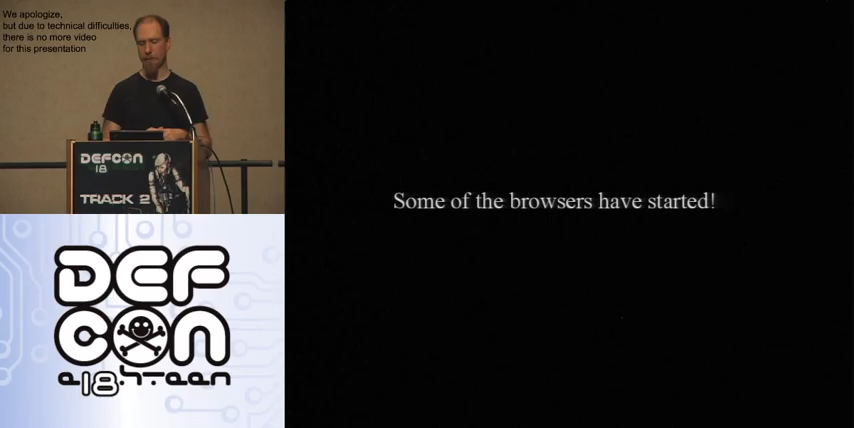 We apologize,
but due to technical difficulties,
there is no more video
for this presentation
DEFCON
18
TRACK 2
Some of the browsers have started!
DEF
CON
e18hteen